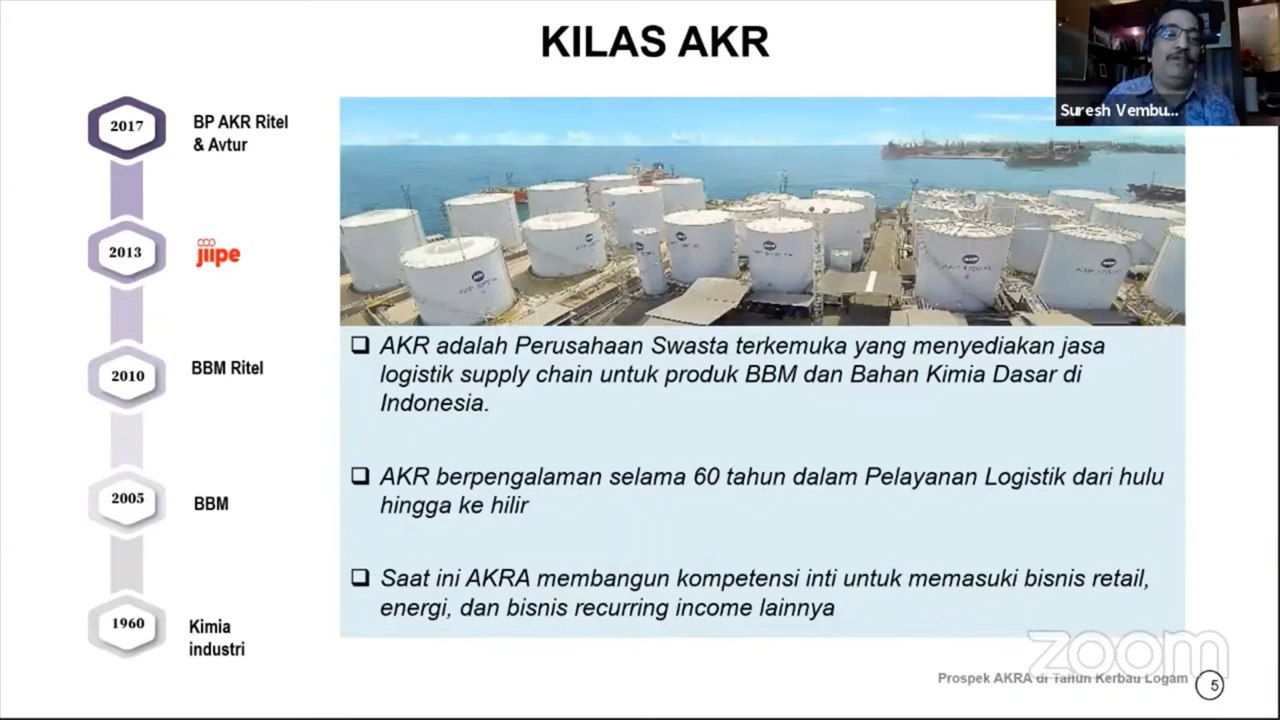 KILAS AKR
Suresh Vembu...
2017
BP AKR Ritel
& Avtur
2013
jiipe
2010
BBM Ritel
2005
BBM
1960
Kimia
industri
AKR adalah Perusahaan Swasta terkemuka yang menyediakan jasa
logistik supply chain untuk produk BBM dan Bahan Kimia Dasar di
Indonesia.
AKR berpengalaman selama 60 tahun dalam Pelayanan Logistik dari hulu
hingga ke hilir
Saat ini AKRA membangun kompetensi inti untuk memasuki bisnis retail,
energi, dan bisnis recurring income lainnya
zoom
Prospek AKRA di Tahun Kerbau Logam
5